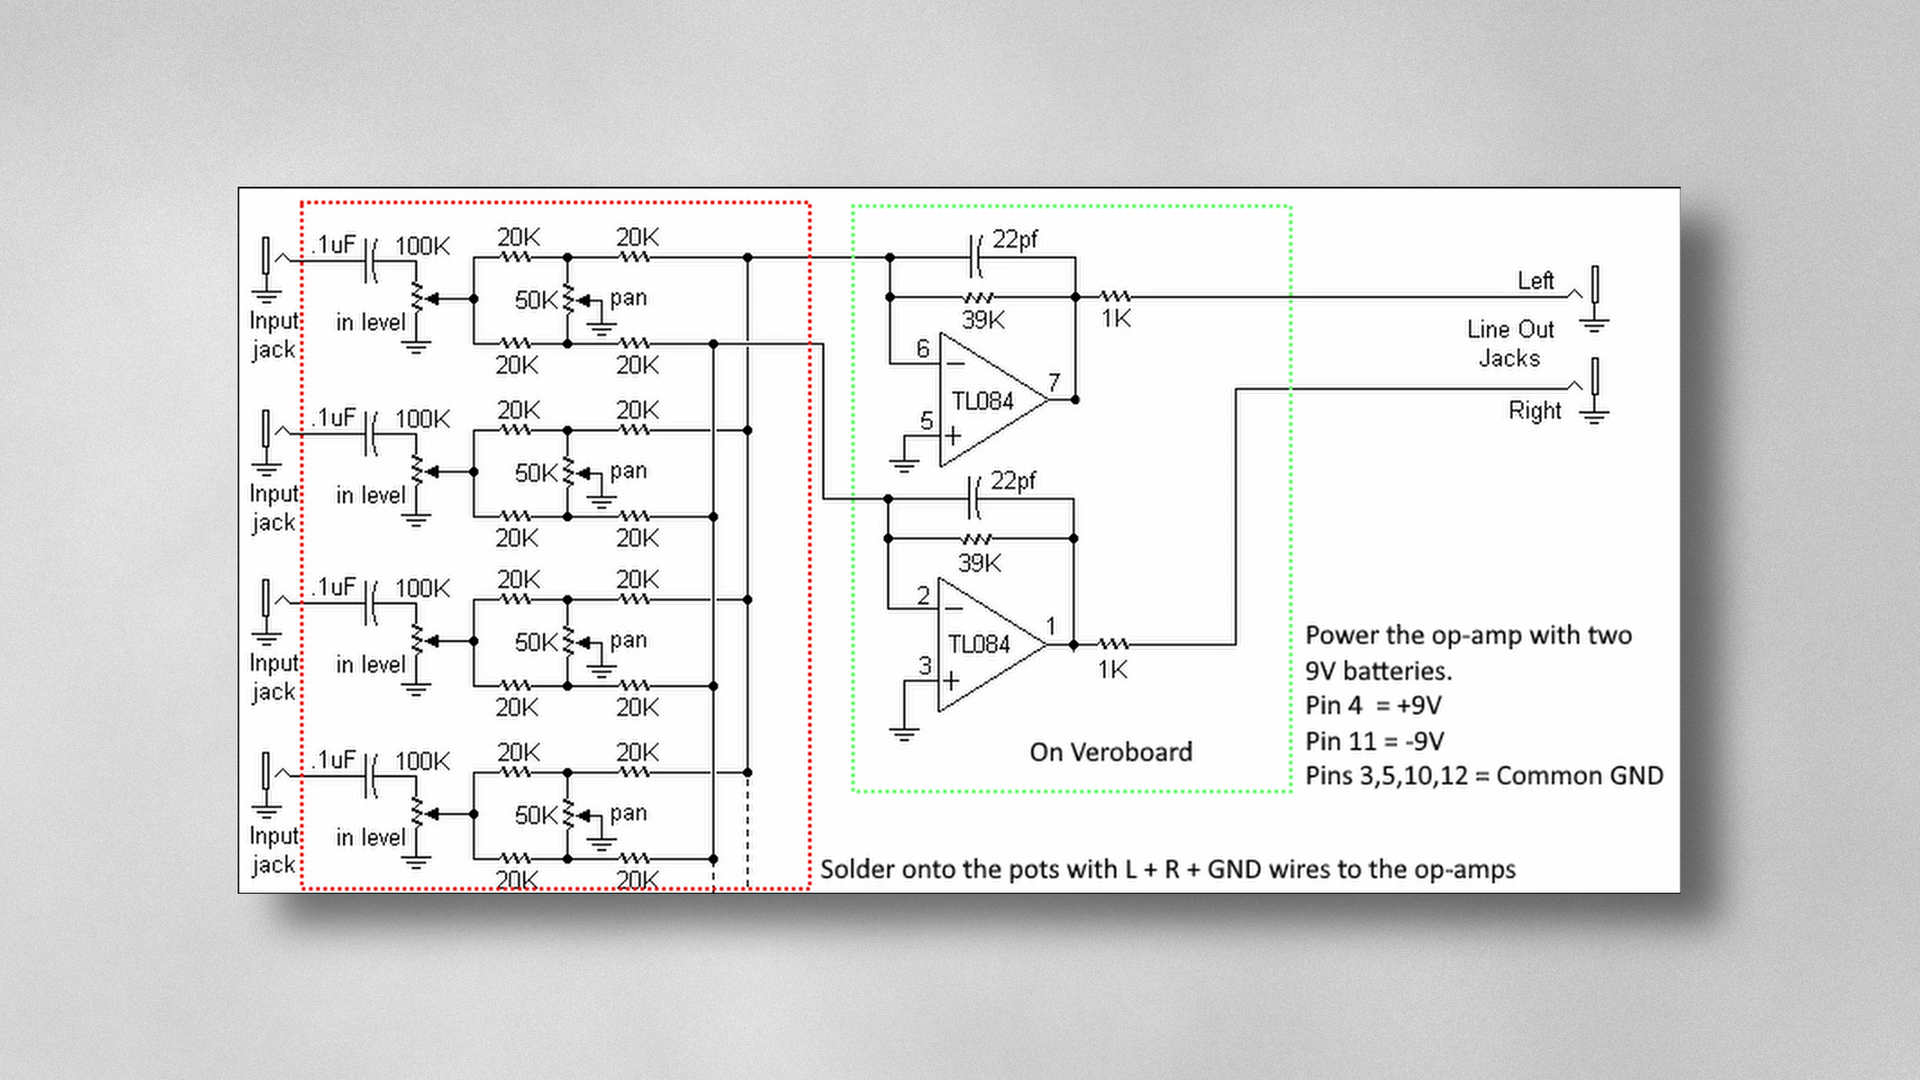 .1uF
100K
20K
20K
50K
pan
in level
Input
jack
20K
20K
.1uF
100K
20K
20K
50K
pan
in level
Input
jack
20K
20K
.1uF
100K
20K
20K
50K
pan
in level
Input
jack
20K
20K
.1uF
100K
20K
20K
50K
pan
in level
Input
jack
20K
20K
22pf
39K
1K
6
−
TL084
7
5
+
22pf
39K
2
−
TL084
1
3
+
1K
On Veroboard
Left
Line Out
Jacks
Right
Power the op-amp with two
9V batteries.
Pin 4 = +9V
Pin 11 = -9V
Pins 3,5,10,12 = Common GND
Solder onto the pots with L + R + GND wires to the op-amps